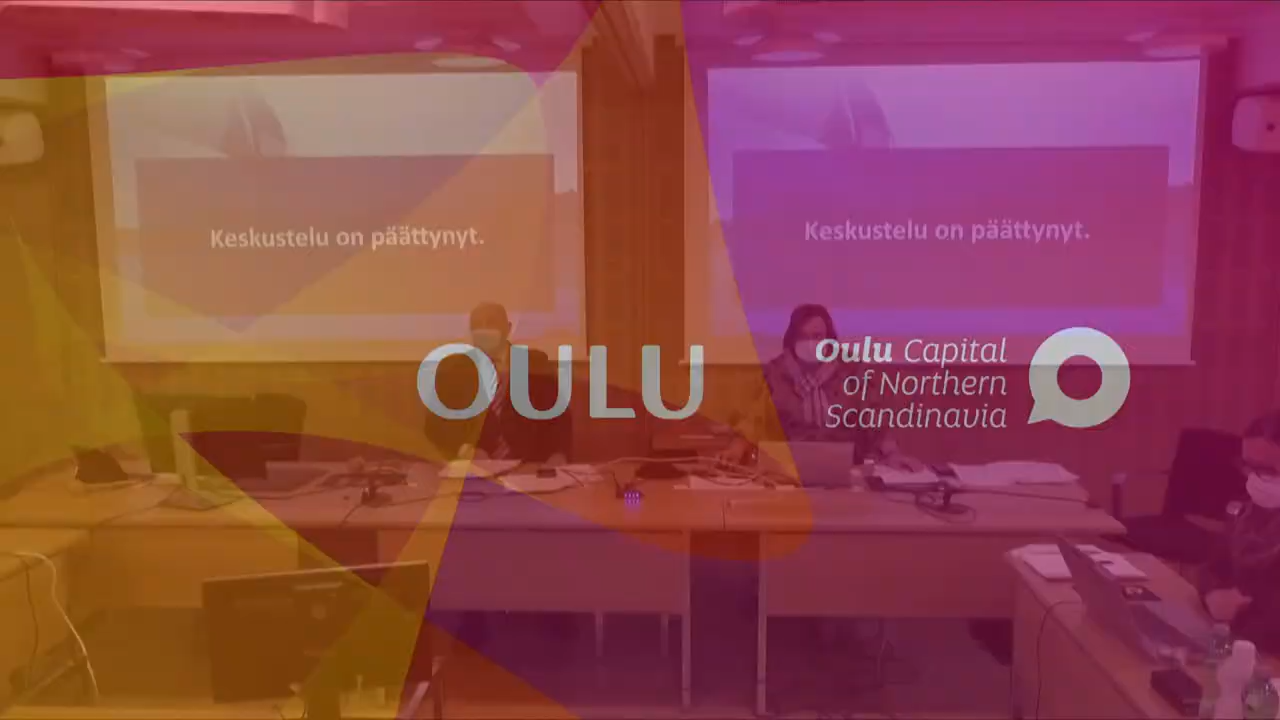 Keskustelu on päättynyt.
Keskustelu on päättynyt.
OULU
Oulu Capital
of Northern
Scandinavia